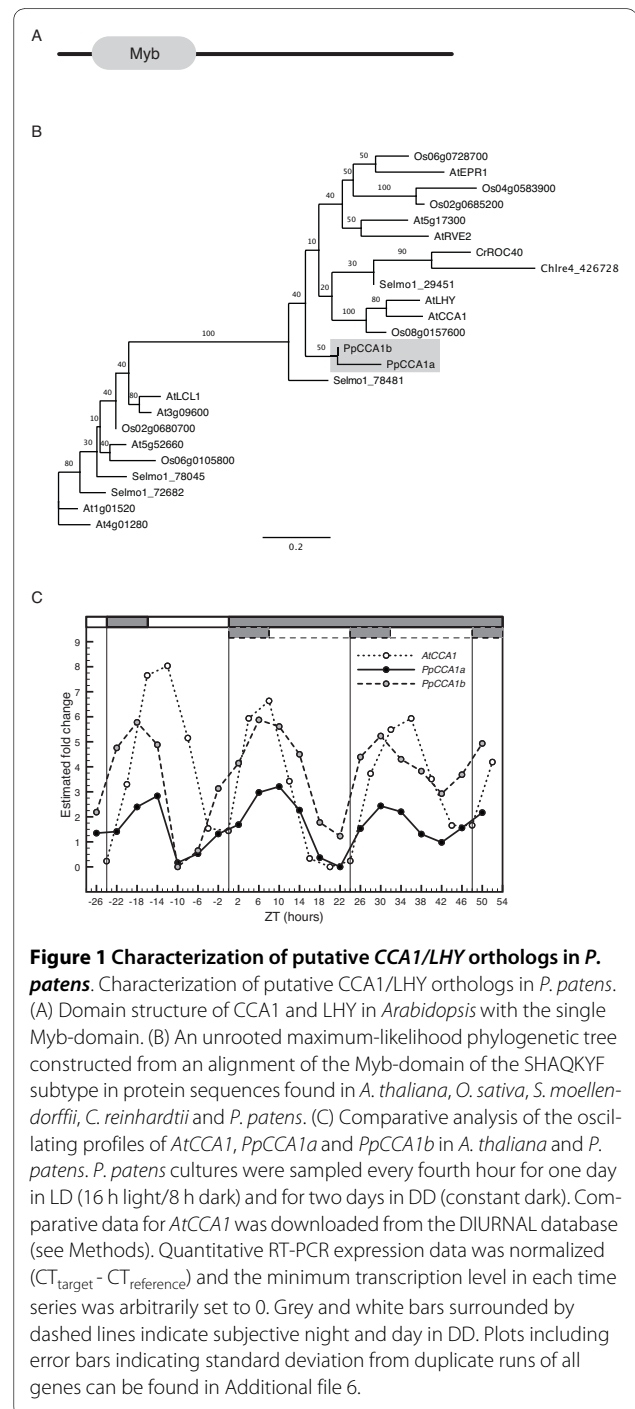 A
Myb
B
50
Os06g0728700
50
AtEPR1
40
100
Os04g0583900
Os02g0685200
50
At5g17300
AtRVE2
10
90
CrROC40
30
Chlre4_426728
20
Selmo1_29451
40
80
AtLHY
100
AtCCA1
Os08g0157600
100
50
PpCCA1b
PpCCA1a
Selmo1_78481
40
40
80
AtLCL1
At3g09600
10
Os02g0680700
30
40
At5g52660
Os06g0105800
80
Selmo1_78045
Selmo1_72682
At1g01520
At4g01280
0.2
C
9
8
7
6
5
4
3
2
1
0
Estimated fold change
AtCCA1
PpCCA1a
PpCCA1b
-26 -22 -18 -14 -10 -6 -2 2 6 10 14 18 22 26 30 34 38 42 46 50 54
ZT (hours)
Figure 1 Characterization of putative CCA1/LHY orthologs in P.
patens. Characterization of putative CCA1/LHY orthologs in P. patens.
(A) Domain structure of CCA1 and LHY in Arabidopsis with the single
Myb-domain. (B) An unrooted maximum-likelihood phylogenetic tree
constructed from an alignment of the Myb-domain of the SHAQKYF
subtype in protein sequences found in A. thaliana, O. sativa, S. moellen-
dorffii, C. reinhardtii and P. patens. (C) Comparative analysis of the oscil-
lating profiles of AtCCA1, PpCCA1a and PpCCA1b in A. thaliana and P.
patens. P. patens cultures were sampled every fourth hour for one day
in LD (16 h light/8 h dark) and for two days in DD (constant dark). Com-
parative data for AtCCA1 was downloaded from the DIURNAL database
(see Methods). Quantitative RT-PCR expression data was normalized
(CTtarget - CTreference) and the minimum transcription level in each time
series was arbitrarily set to 0. Grey and white bars surrounded by
dashed lines indicate subjective night and day in DD. Plots including
error bars indicating standard deviation from duplicate runs of all
genes can be found in Additional file 6.